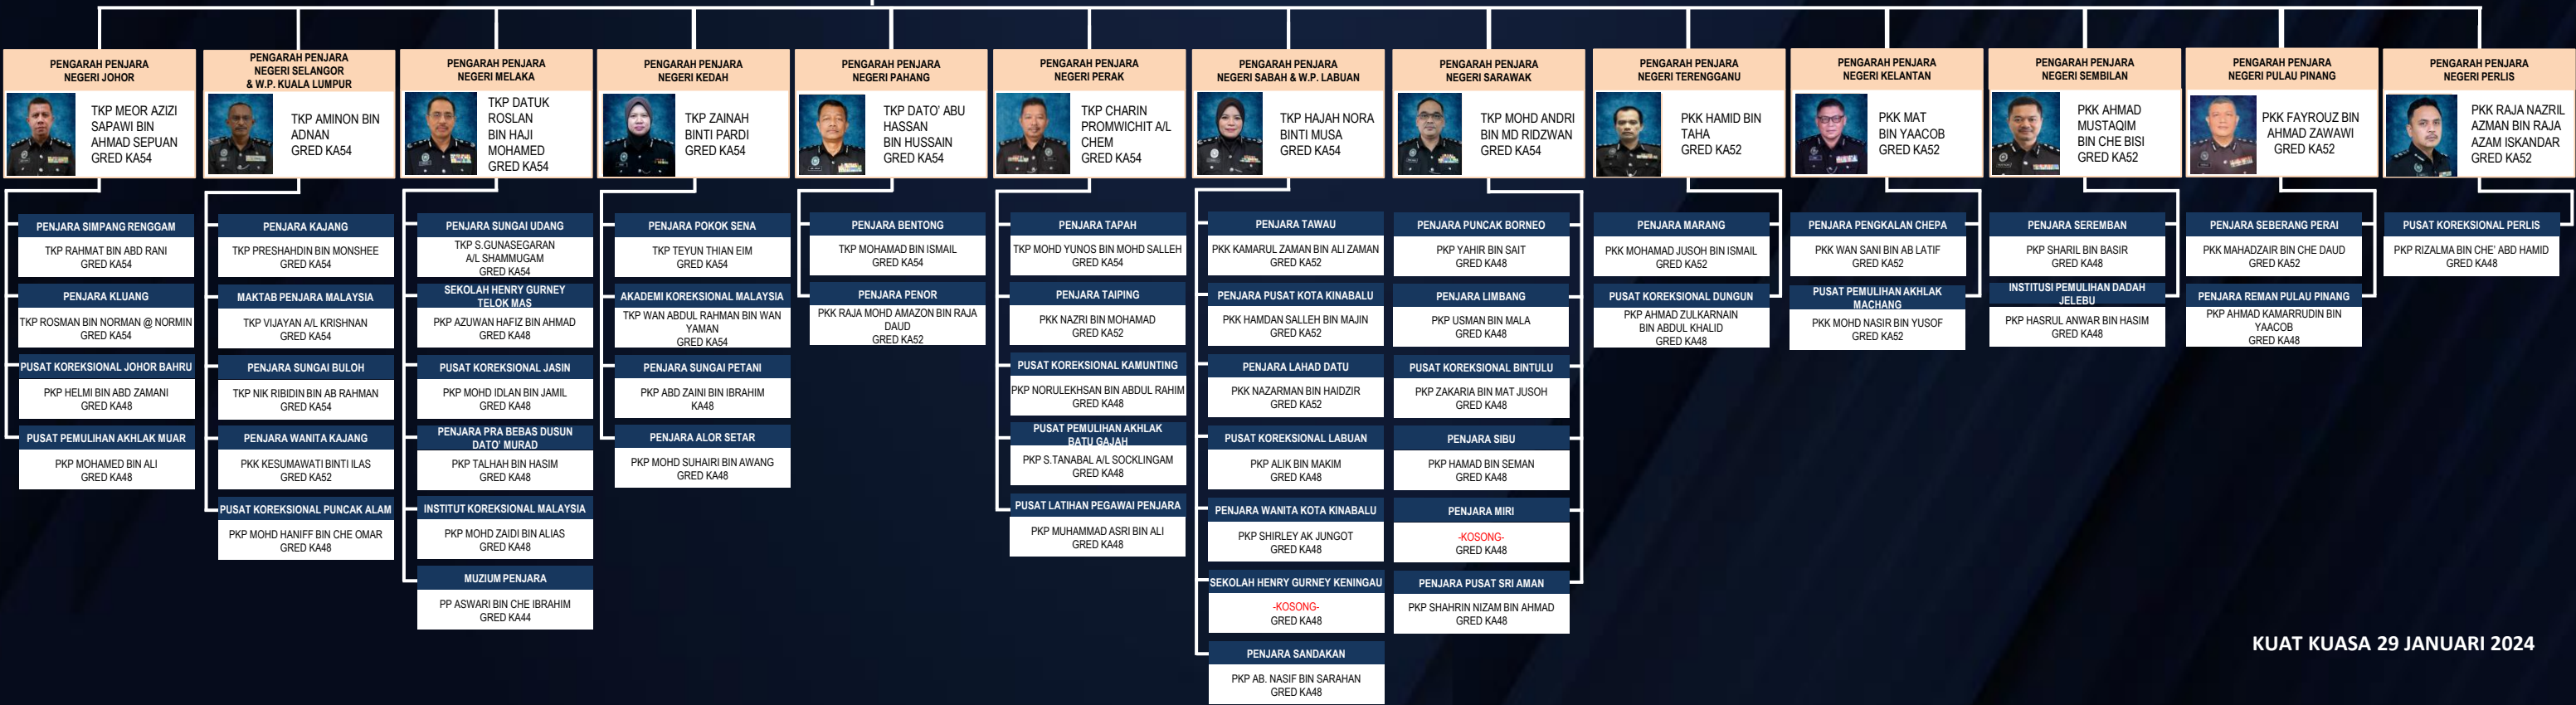 PENGARAH PENJARA
NEGERI JOHOR
TKP MEOR AZIZI
SAPAWI BIN
AHMAD SEPUAN
GRED KA54
PENJARA SIMPANG RENGGAM
TKP RAHMAT BIN ABD RANI
GRED KA54
PENJARA KLUANG
TKP ROSMAN BIN NORMAN @ NORMIN
GRED KA54
PUSAT KOREKSIONAL JOHOR BAHRU
PKP HELMI BIN ABD ZAMANI
GRED KA48
PUSAT PEMULIHAN AKHLAK MUAR
PKP MOHAMED BIN ALI
GRED KA48
PENGARAH PENJARA
NEGERI SELANGOR
& W.P. KUALA LUMPUR
TKP AMINON BIN
ADNAN
GRED KA54
PENJARA KAJANG
TKP PRESHAHDIN BIN MONSHEE
GRED KA54
MAKTAB PENJARA MALAYSIA
TKP VIJAYAN A/L KRISHNAN
GRED KA54
PENJARA SUNGAI BULOH
TKP NIK RIBIDIN BIN AB RAHMAN
GRED KA54
PENJARA WANITA KAJANG
PKK KESUMAWATI BINTI ILAS
GRED KA52
PUSAT KOREKSIONAL PUNCAK ALAM
PKP MOHD HANIFF BIN CHE OMAR
GRED KA48
PENGARAH PENJARA
NEGERI MELAKA
TKP DATUK
ROSLAN
BIN HAJI
MOHAMED
GRED KA54
PENJARA SUNGAI UDANG
TKP S.GUNASEGARAN
A/L SHAMMUGAM
GRED KA54
SEKOLAH HENRY GURNEY
TELOK MAS
PKP AZUWAN HAFIZ BIN AHMAD
GRED KA48
PUSAT KOREKSIONAL JASIN
PKP MOHD IDLAN BIN JAMIL
GRED KA48
PENJARA PRA BEBAS DUSUN
DATO' MURAD
PKP TALHAH BIN HASIM
GRED KA48
INSTITUT KOREKSIONAL MALAYSIA
PKP MOHD ZAIDI BIN ALIAS
GRED KA48
MUZIUM PENJARA
PP ASWARI BIN CHE IBRAHIM
GRED KA44
PENGARAH PENJARA
NEGERI KEDAH
TKP ZAINAH
BINTI PARDI
GRED KA54
PENJARA POKOK SENA
TKP TEYUN THIAN EIM
GRED KA54
AKADEMI KOREKSIONAL MALAYSIA
TKP WAN ABDUL RAHMAN BIN WAN
YAMAN
GRED KA54
PENJARA SUNGAI PETANI
PKP ABD ZAINI BIN IBRAHIM
KA48
PENJARA ALOR SETAR
PKP MOHD SUHAIRI BIN AWANG
GRED KA48
PENGARAH PENJARA
NEGERI PAHANG
TKP DATO' ABU
HASSAN
BIN HUSSAIN
GRED KA54
PENJARA BENTONG
TKP MOHAMAD BIN ISMAIL
GRED KA54
PENJARA PENOR
PKK RAJA MOHD AMAZON BIN RAJA
DAUD
GRED KA52
PENGARAH PENJARA
NEGERI PERAK
TKP CHARIN
PROMWICHIT A/L
CHEM
GRED KA54
PENJARA TAPAH
TKP MOHD YUNOS BIN MOHD SALLEH
GRED KA54
PENJARA TAIPING
PKK NAZRI BIN MOHAMAD
GRED KA52
PUSAT KOREKSIONAL KAMUNTING
PKP NORULEKHSAN BIN ABDUL RAHIM
GRED KA48
PUSAT PEMULIHAN AKHLAK
BATU GAJAH
PKP S.TANABAL A/L SOCKLINGAM
GRED KA48
PUSAT LATIHAN PEGAWAI PENJARA
PKP MUHAMMAD ASRI BIN ALI
GRED KA48
PENGARAH PENJARA
NEGERI SABAH & W.P. LABUAN
TKP HAJAH NORA
BINTI MUSA
GRED KA54
PENJARA TAWAU
PKK KAMARUL ZAMAN BIN ALI ZAMAN
GRED KA52
PENJARA PUSAT KOTA KINABALU
PKK HAMDAN SALLEH BIN MAJIN
GRED KA52
PENJARA LAHAD DATU
PKK NAZARMAN BIN HAIDZIR
GRED KA52
PUSAT KOREKSIONAL LABUAN
PKP ALIK BIN MAKIM
GRED KA48
PENJARA WANITA KOTA KINABALU
PKP SHIRLEY AK JUNGOT
GRED KA48
SEKOLAH HENRY GURNEY KENINGAU
-KOSONG-
GRED KA48
PENJARA SANDAKAN
PKP AB. NASIF BIN SARAHAN
GRED KA48
PENGARAH PENJARA
NEGERI SARAWAK
TKP MOHD ANDRI
BIN MD RIDZWAN
GRED KA54
PENJARA PUNCAK BORNEO
PKP YAHIR BIN SAIT
GRED KA48
PENJARA LIMBANG
PKP USMAN BIN MALA
GRED KA48
PUSAT KOREKSIONAL BINTULU
PKP ZAKARIA BIN MAT JUSOH
GRED KA48
PENJARA SIBU
PKP HAMAD BIN SEMAN
GRED KA48
PENJARA MIRI
-KOSONG-
GRED KA48
PENJARA PUSAT SRI AMAN
PKP SHAHRIN NIZAM BIN AHMAD
GRED KA48
PENGARAH PENJARA
NEGERI TERENGGANU
PKK HAMID BIN
TAHA
GRED KA52
PENJARA MARANG
PKK MOHAMAD JUSOH BIN ISMAIL
GRED KA52
PUSAT KOREKSIONAL DUNGUN
PKP AHMAD ZULKARNAIN
BIN ABDUL KHALID
GRED KA48
PENGARAH PENJARA
NEGERI KELANTAN
PKK MAT
BIN YAACOB
GRED KA52
PENJARA PENGKALAN CHEPA
PKK WAN SANI BIN AB LATIF
GRED KA52
PUSAT PEMULIHAN AKHLAK
MACHANG
PKK MOHD NASIR BIN YUSOF
GRED KA52
PENGARAH PENJARA
NEGERI SEMBILAN
PKK AHMAD
MUSTAQIM
BIN CHE BISI
GRED KA52
PENJARA SEREMBAN
PKP SHARIL BIN BASIR
GRED KA48
INSTITUSI PEMULIHAN DADAH
JELEBU
PKP HASRUL ANWAR BIN HASIM
GRED KA48
PENGARAH PENJARA
NEGERI PULAU PINANG
PKK FAYROUZ BIN
AHMAD ZAWAWI
GRED KA52
PENJARA SEBERANG PERAI
PKK MAHADZAIR BIN CHE DAUD
GRED KA52
PENJARA REMAN PULAU PINANG
PKP AHMAD KAMARRUDIN BIN
YAACOB
GRED KA48
PENGARAH PENJARA
NEGERI PERLIS
PKK RAJA NAZRIL
AZMAN BIN RAJA
AZAM ISKANDAR
GRED KA52
PUSAT KOREKSIONAL PERLIS
PKP RIZALMA BIN CHE' ABD HAMID
GRED KA48
KUAT KUASA 29 JANUARI 2024